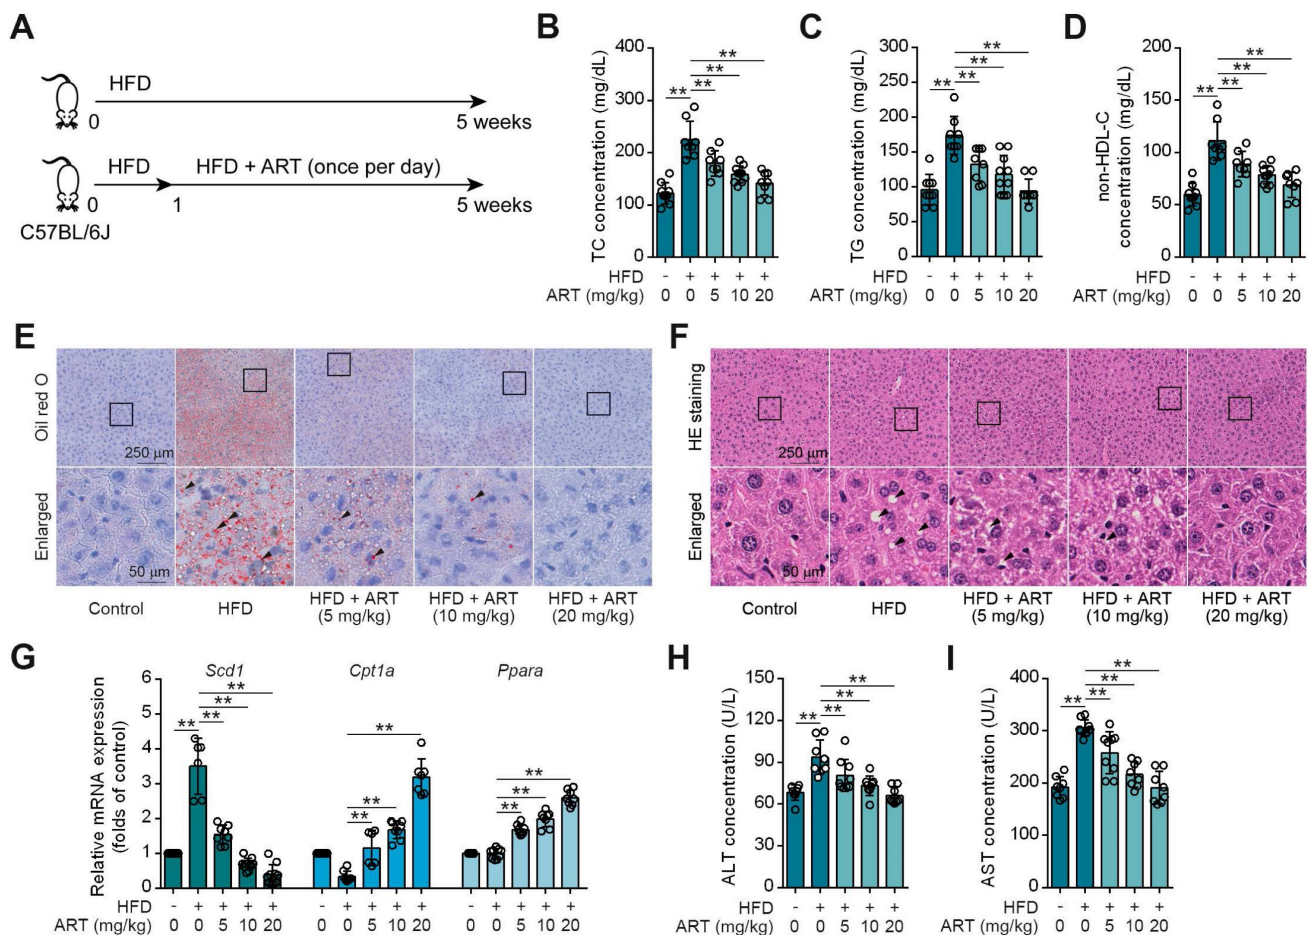 A
HFD
0
5 weeks
HFD
HFD + ART (once per day)
0
1
5 weeks
C57BL/6J
B
TC concentration (mg/dL)
400
300
200
100
0
**
**
**
**
HFD - + + + +
ART (mg/kg) 0 0 5 10 20
C
TG concentration (mg/dL)
300
250
200
150
100
50
0
**
**
**
**
HFD - + + + +
ART (mg/kg) 0 0 5 10 20
D
non-HDL-C
concentration (mg/dL)
200
150
100
50
0
**
**
**
**
HFD - + + + +
ART (mg/kg) 0 0 5 10 20
E
Oil red O
250 μm
Enlarged
50 μm
Control
HFD
HFD + ART
(5 mg/kg)
HFD + ART
(10 mg/kg)
HFD + ART
(20 mg/kg)
F
HE staining
250 μm
Enlarged
50 μm
Control
HFD
HFD + ART
(5 mg/kg)
HFD + ART
(10 mg/kg)
HFD + ART
(20 mg/kg)
G
Relative mRNA expression
(folds of control)
Scd1
Cpt1a
Ppara
6
5
4
3
2
1
0
**
**
**
**
**
**
**
**
**
**
HFD - + + + + - + + + + - + + + +
ART (mg/kg) 0 0 5 10 20 0 0 5 10 20 0 0 5 10 20
H
ALT concentration (U/L)
150
120
90
60
30
0
**
**
**
**
HFD - + + + +
ART (mg/kg) 0 0 5 10 20
I
AST concentration (U/L)
400
300
200
100
0
**
**
**
**
HFD - + + + +
ART (mg/kg) 0 0 5 10 20